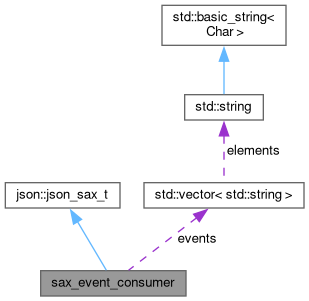 std::basic_string<
Char >
std::string
elements
json::json_sax_t
std::vector< std::string >
events
sax_event_consumer